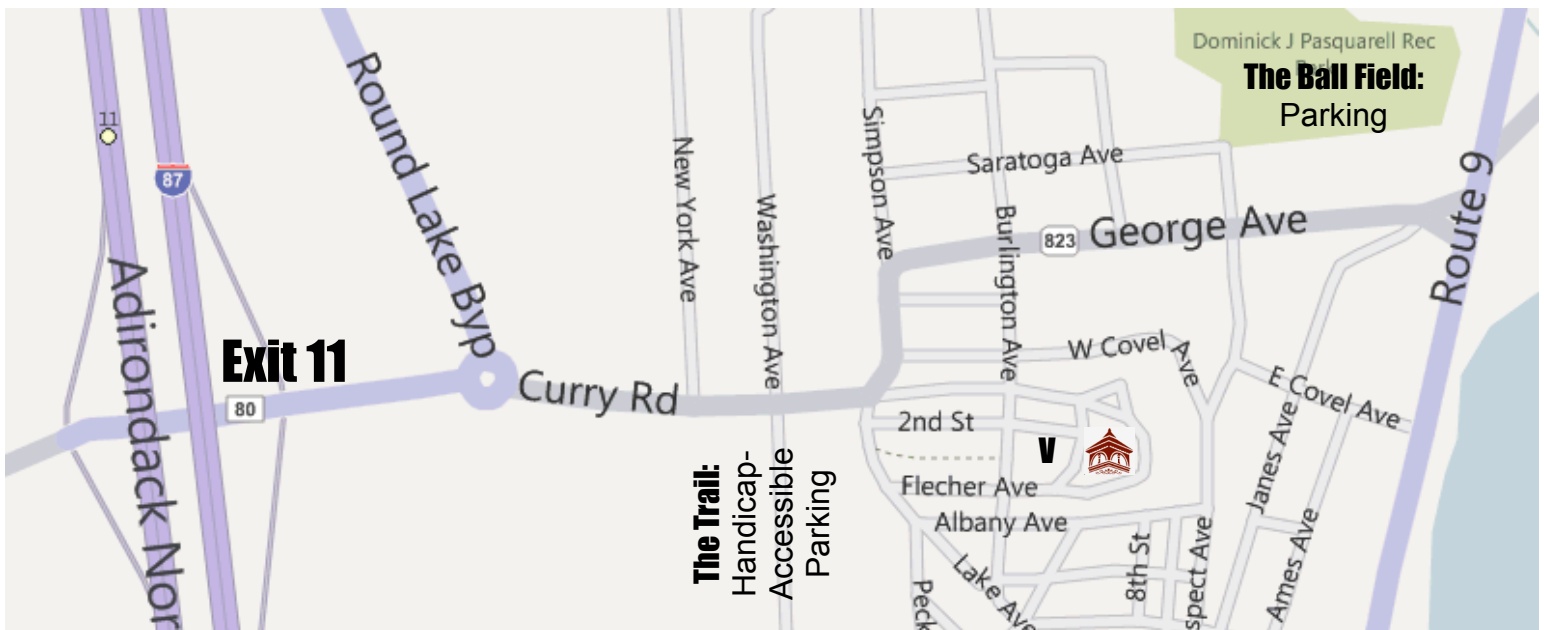 Dominick J Pasquarell Rec
The Ball Field:
Parking
11
87
Round Lake Byp
New York Ave
Washington Ave
Simpson Ave
Saratoga Ave
Burlington Ave
823
George Ave
Route 9
Adirondack Nor
Exit 11
80
Curry Rd
W Covel Ave
E Covel Ave
2nd St
V
The Trail:
Handicap-
Accessible
Parking
Flecher Ave
Albany Ave
Janes Ave
8th St
spect Ave
Ames Ave
Lake Ave
Peck